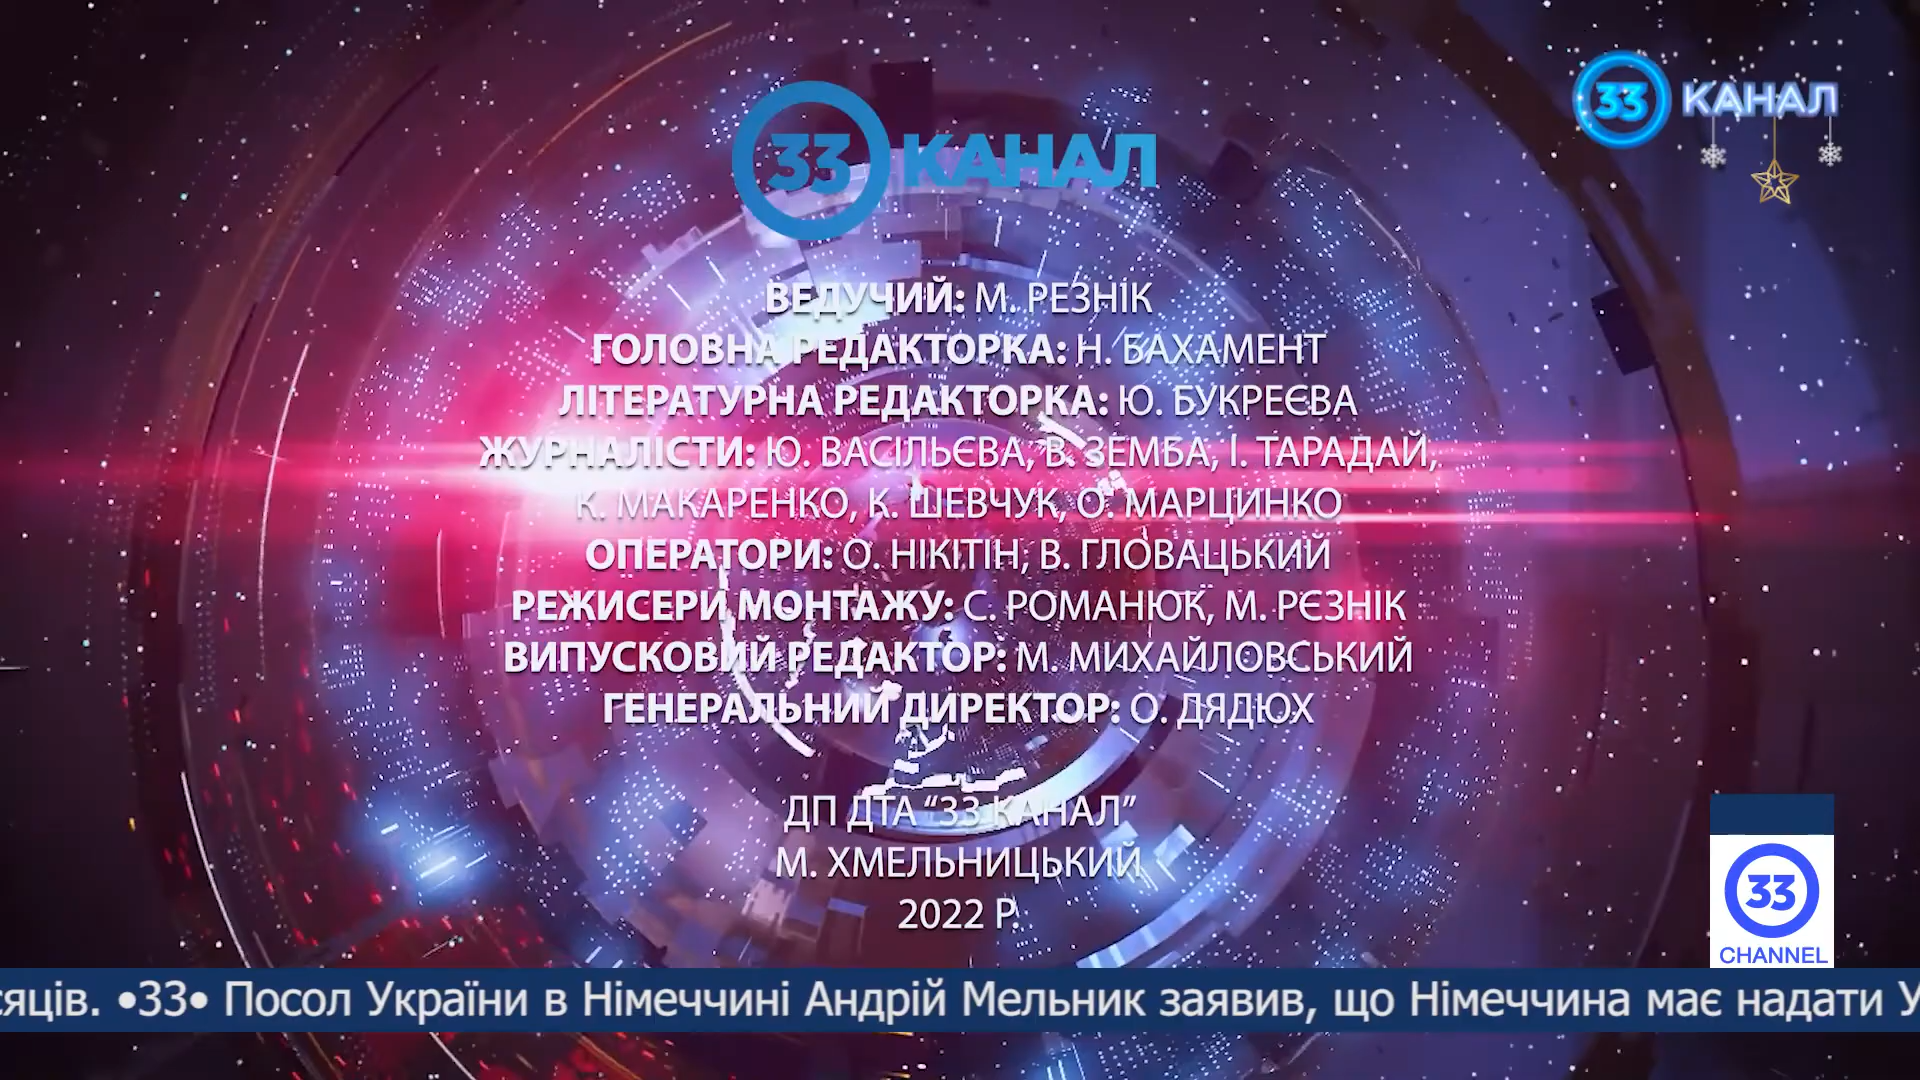 33 КАНАЛ
33 КАНАЛ
ВЕДУЧИЙ: М. РЕЗНІК
ГОЛОВНА РЕДАКТОРКА: Н. БАХАМЕНТ
ЛІТЕРАТУРНА РЕДАКТОРКА: Ю. БУКРЕЄВА
ЖУРНАЛІСТИ: Ю. ВАСІЛЬЄВА, В. ЗЕМБА, І. ТАРАДАЙ,
К. МАКАРЕНКО, К. ШЕВЧУК, О. МАРЦИНКО
ОПЕРАТОРИ: О. НІКІТІН, В. ГЛОВАЦЬКИЙ
РЕЖИСЕРИ МОНТАЖУ: С. РОМАНЮК, М. РЄЗНІК
ВИПУСКОВИЙ РЕДАКТОР: М. МИХАЙЛОВСЬКИЙ
ГЕНЕРАЛЬНИЙ ДИРЕКТОР: О. ДЯДЮХ
ДП ДТА “33 КАНАЛ”
М. ХМЕЛЬНИЦЬКИЙ
2022 Р.
33
CHANNEL
сяців. •33• Посол України в Німеччині Андрій Мельник заявив, що Німеччина має надати У